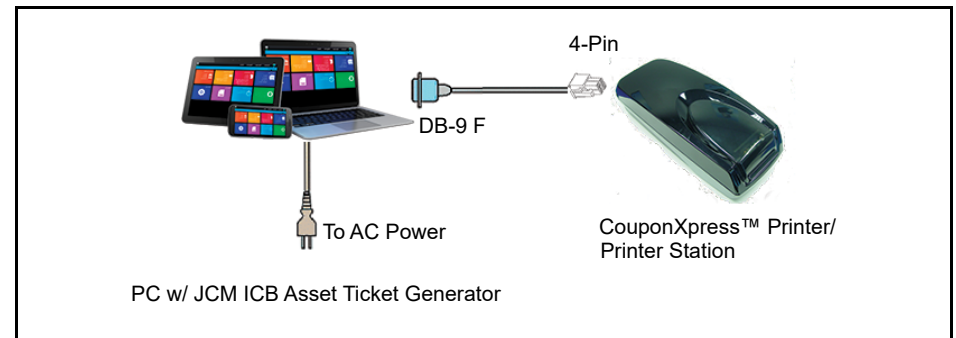 4-Pin
DB-9 F
To AC Power
CouponXpress™ Printer/
Printer Station
PC w/ JCM ICB Asset Ticket Generator